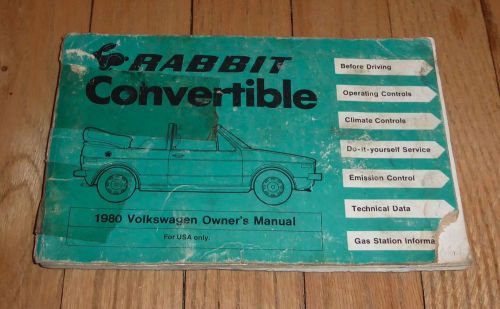 RABBIT
Convertible
1980 Volkswagen Owner's Manual
For USA only.
Before Driving
Operating Controls
Climate Controls
Do-it-yourself Service
Emission Control
Technical Data
Gas Station Informa